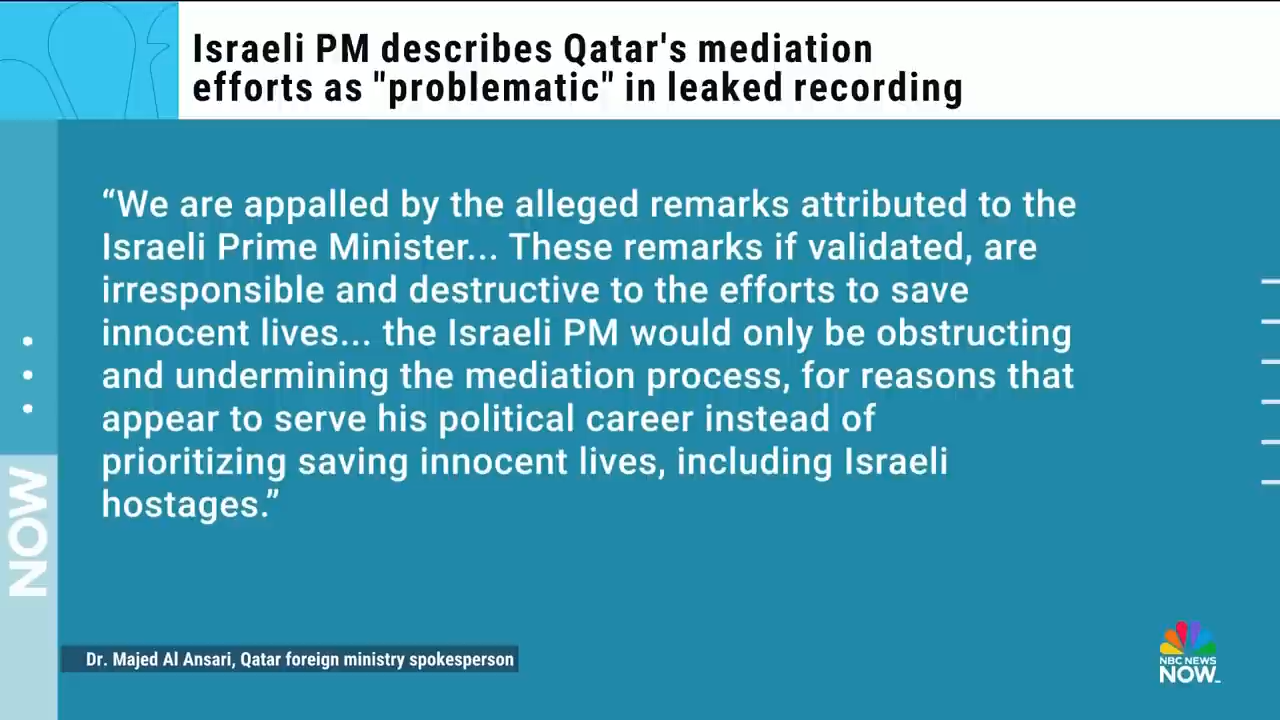 Israeli PM describes Qatar's mediation
efforts as "problematic" in leaked recording
“We are appalled by the alleged remarks attributed to the
Israeli Prime Minister... These remarks if validated, are
irresponsible and destructive to the efforts to save
innocent lives... the Israeli PM would only be obstructing
and undermining the mediation process, for reasons that
appear to serve his political career instead of
prioritizing saving innocent lives, including Israeli
hostages.”
NOW
Dr. Majed Al Ansari, Qatar foreign ministry spokesperson
NBC NEWS
NOW